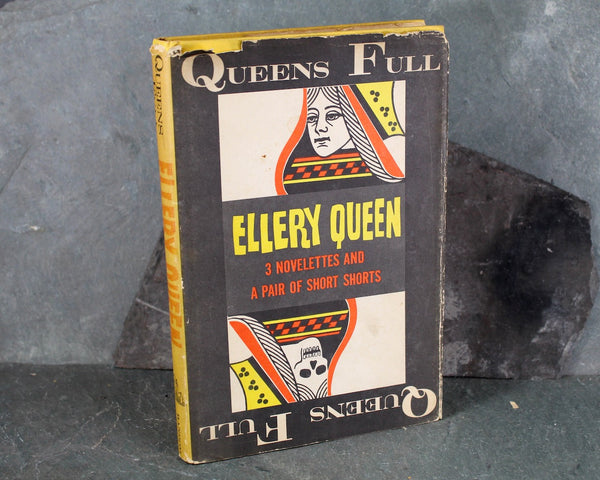 QUEENS FULL
ELLERY QUEEN
3 NOVELETTES AND
A PAIR OF SHORT SHORTS
QUEENS
FULL
QUEENS
ELLERY QUEEN